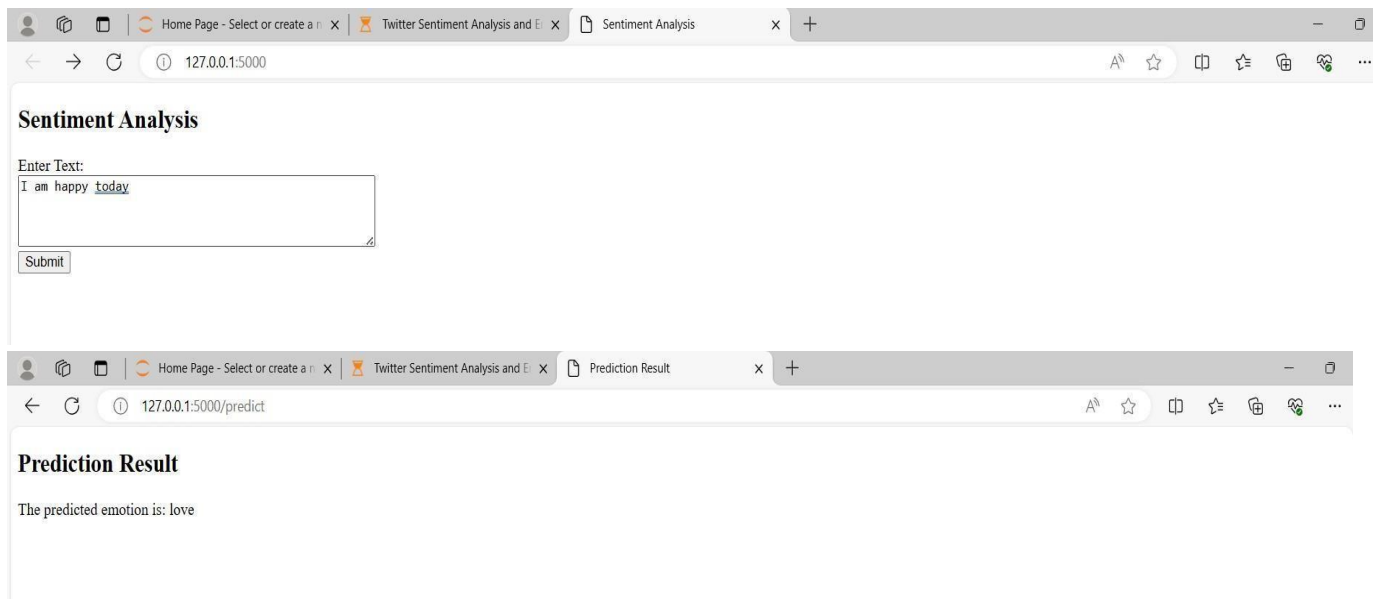 Home Page - Select or create a n
Twitter Sentiment Analysis and E
Sentiment Analysis
127.0.0.1:5000
Sentiment Analysis
Enter Text:
I am happy today
Submit
Home Page - Select or create a n
Twitter Sentiment Analysis and E
Prediction Result
127.0.0.1:5000/predict
Prediction Result
The predicted emotion is: love